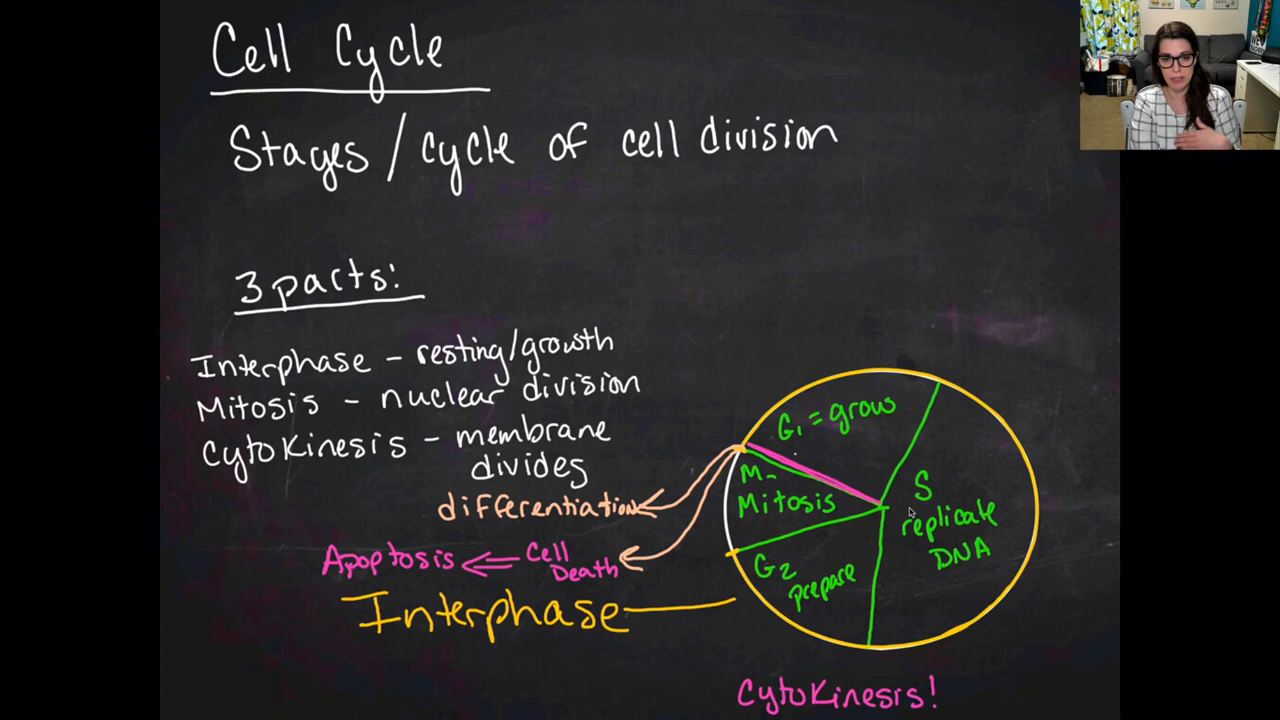 Cell Cycle
Stages / cycle of cell division
3 parts:
Interphase - resting/growth
Mitosis - nuclear division
Cytokinesis - membrane
divides
differentiation
Apoptosis
Cell
Death
Interphase
G1 = grows
M-
Mitosis
S
replicate
DNA
G2
prepare
Cytokinesis!